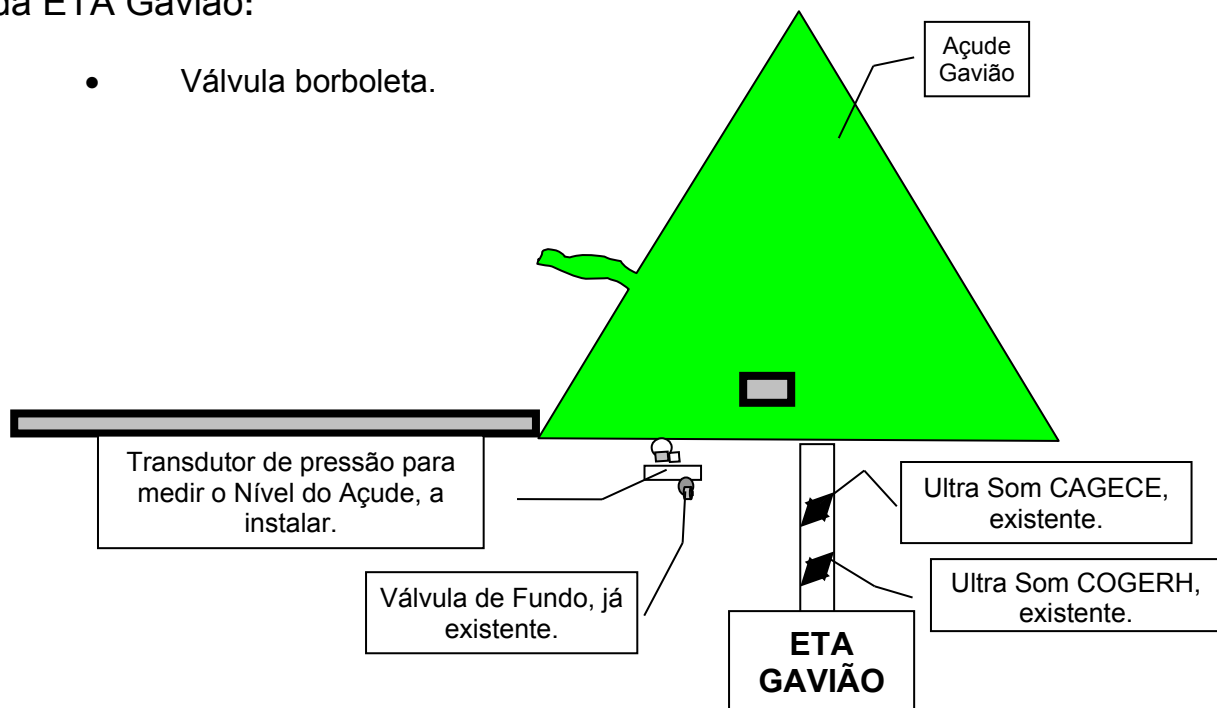 da ETA Gavião:
• Válvula borboleta.
Açude
Gavião
Transdutor de pressão para
medir o Nível do Açude, a
instalar.
Ultra Som CAGECE,
existente.
Válvula de Fundo, já
existente.
Ultra Som COGERH,
existente.
ETA
GAVIÃO